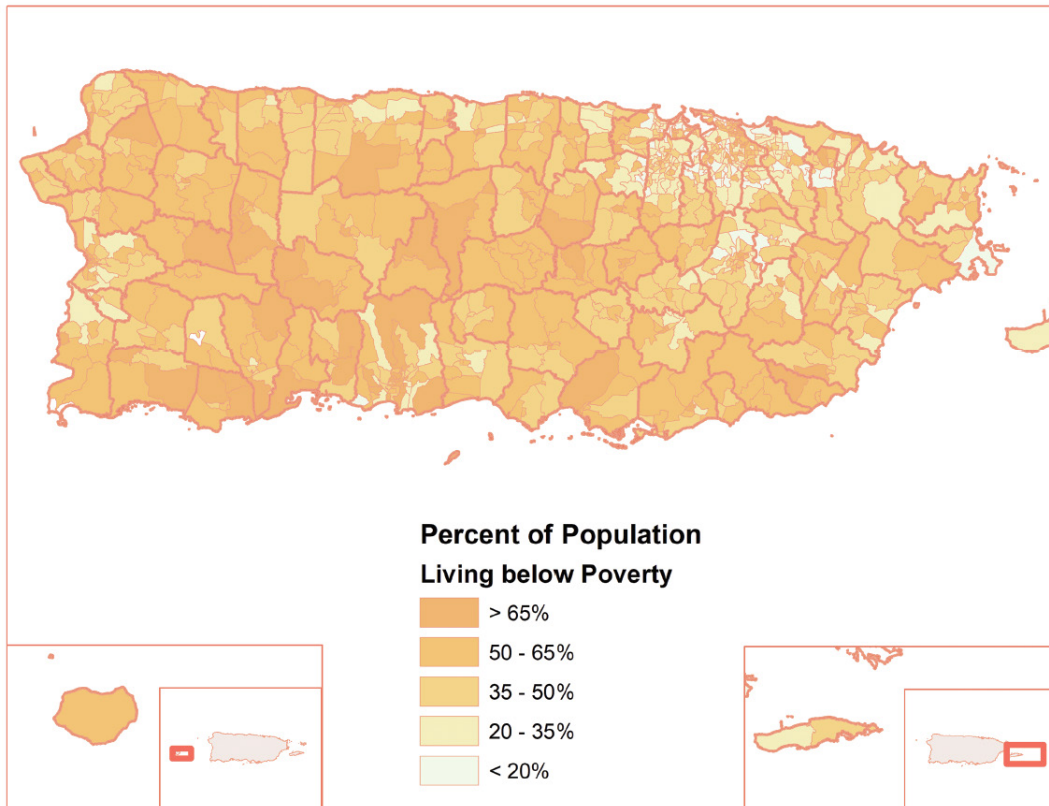 Percent of Population
Living below Poverty
> 65%
50 - 65%
35 - 50%
20 - 35%
< 20%